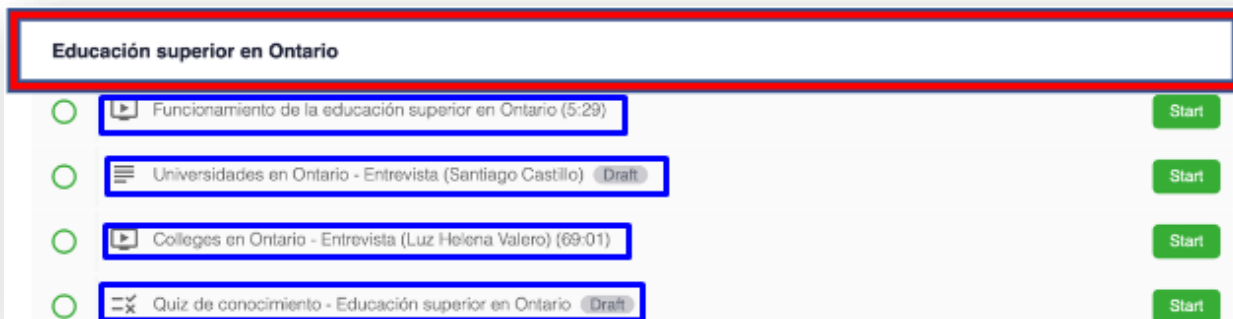 Educación superior en Ontario
Funcionamiento de la educación superior en Ontario (5:29) Start
Universidades en Ontario - Entrevista (Santiago Castillo) Draft Start
Colleges en Ontario - Entrevista (Luz Helena Valero) (69:01) Start
Quiz de conocimiento - Educación superior en Ontario Draft Start